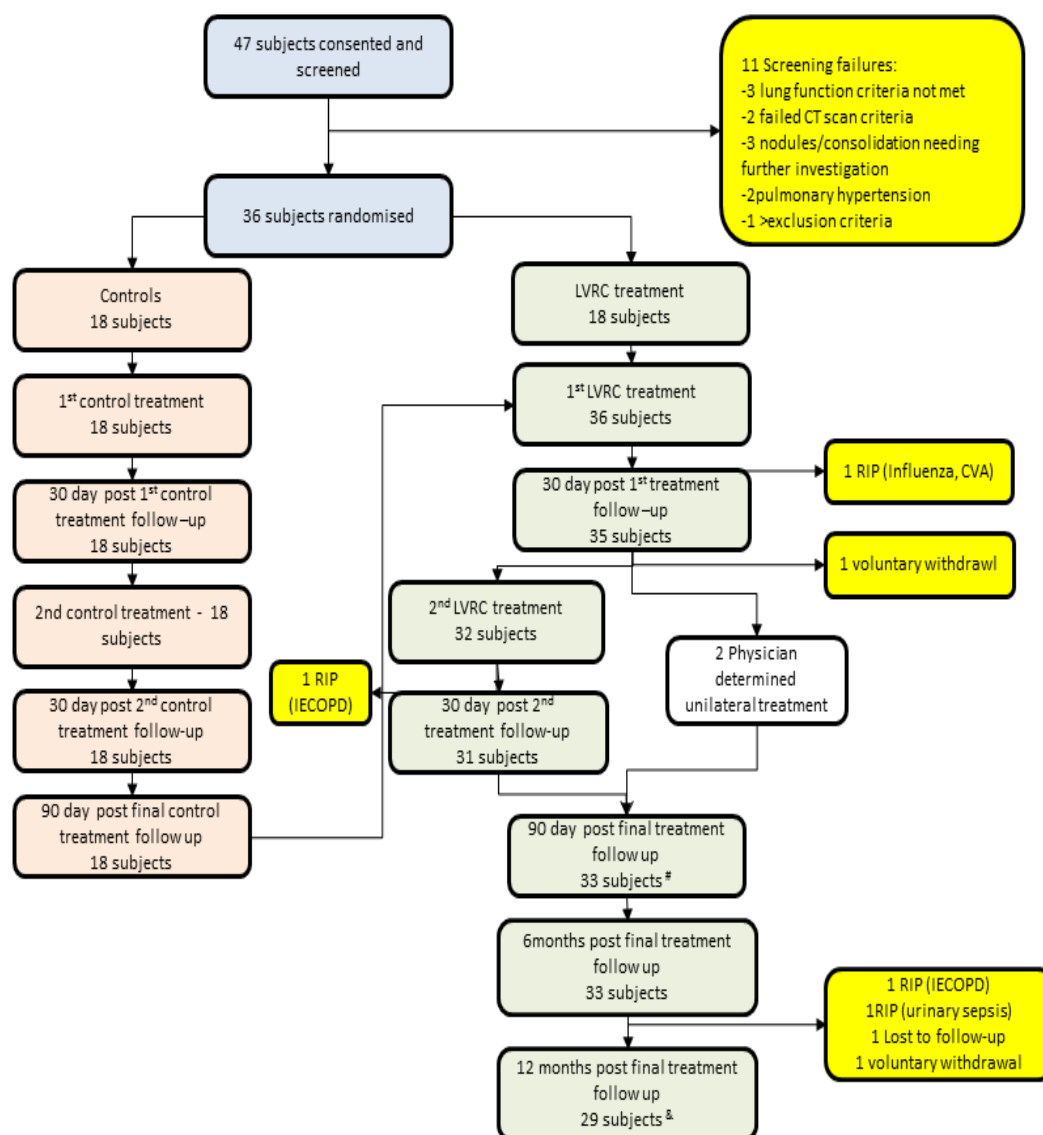 47 subjects consented and
screened
11 Screening failures:
-3 lung function criteria not met
-2 failed CT scan criteria
-3 nodules/consolidation needing
further investigation
-2pulmonary hypertension
-1 >exclusion criteria
36 subjects randomised
Controls
18 subjects
LVRC treatment
18 subjects
1st control treatment
18 subjects
1st LVRC treatment
36 subjects
30 day post 1st control
treatment follow–up
18 subjects
30 day post 1st treatment
follow–up
35 subjects
1 RIP (Influenza, CVA)
1 voluntary withdrawl
2nd control treatment - 18
subjects
2nd LVRC treatment
32 subjects
2 Physician
determined
unilateral treatment
1 RIP
(IECOPD)
30 day post 2nd control
treatment follow-up
18 subjects
30 day post 2nd
treatment follow-up
31 subjects
90 day post final control
treatment follow up
18 subjects
90 day post final treatment
follow up
33 subjects #
6months post final treatment
follow up
33 subjects
1 RIP (IECOPD)
1RIP (urinary sepsis)
1 Lost to follow-up
1 voluntary withdrawal
12 months post final treatment
follow up
29 subjects &